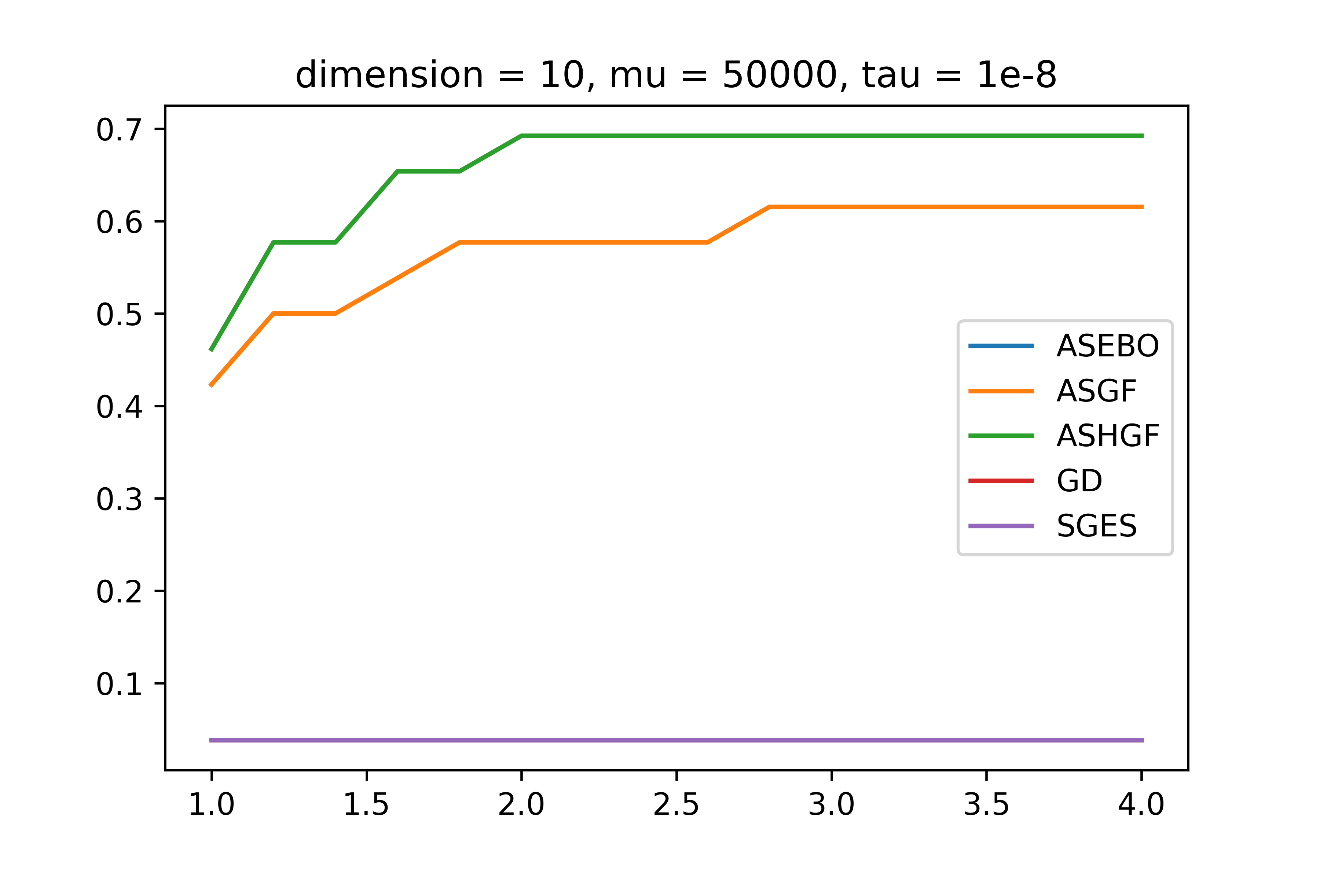 dimension = 10, mu = 50000, tau = 1e-8
0.7
0.6
0.5
0.4
0.3
0.2
0.1
ASEBO
ASGF
ASHGF
GD
SGES
1.0 1.5 2.0 2.5 3.0 3.5 4.0